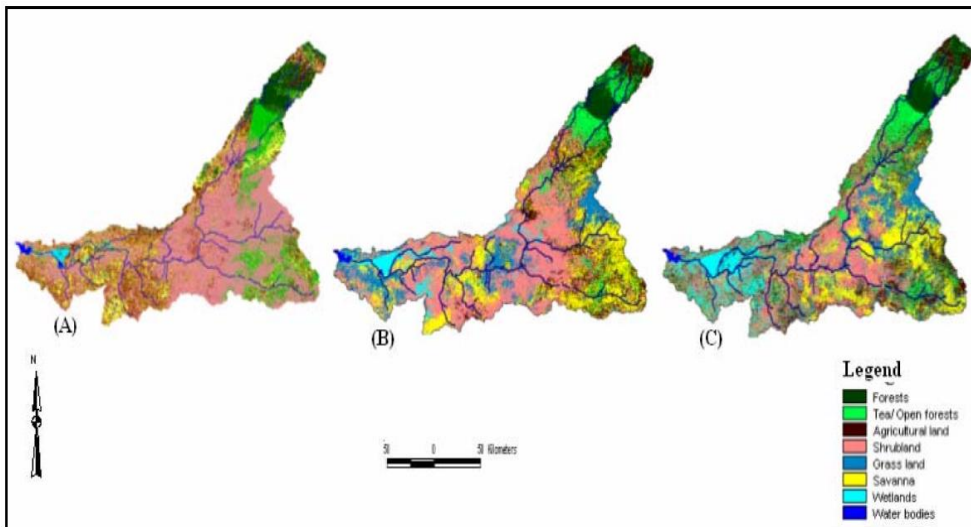 (A)
(B)
(C)
N
50 0 50 Kilometers
Legend
Forests
Tea/ Open forests
Agricultural land
Shrubland
Grass land
Savanna
Wetlands
Water bodies